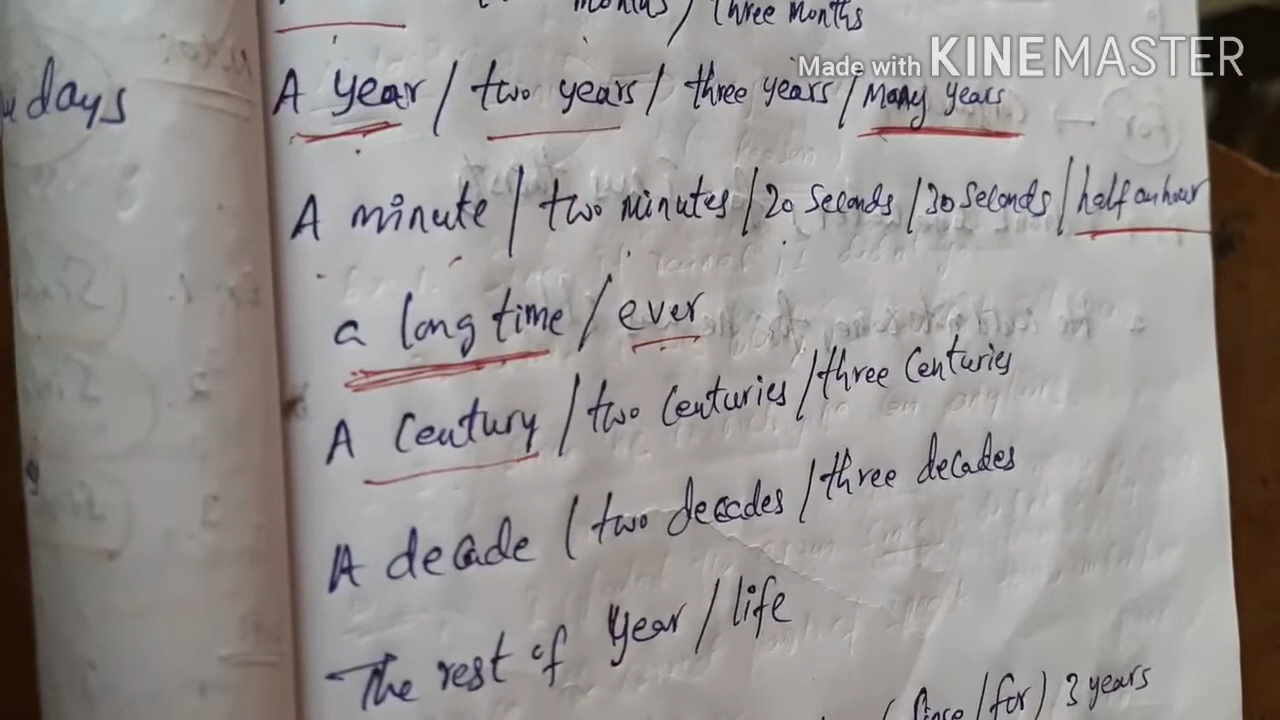 months / three months
Made with KINEMASTER
days
A year / two years / three years / Many years
A minute / two minutes / 20 seconds / 30 seconds / half an hour
a long time / ever
A century / two centuries / three centuries
A decade / two decades / three decades
The rest of year / life
(Since / for) 3 years